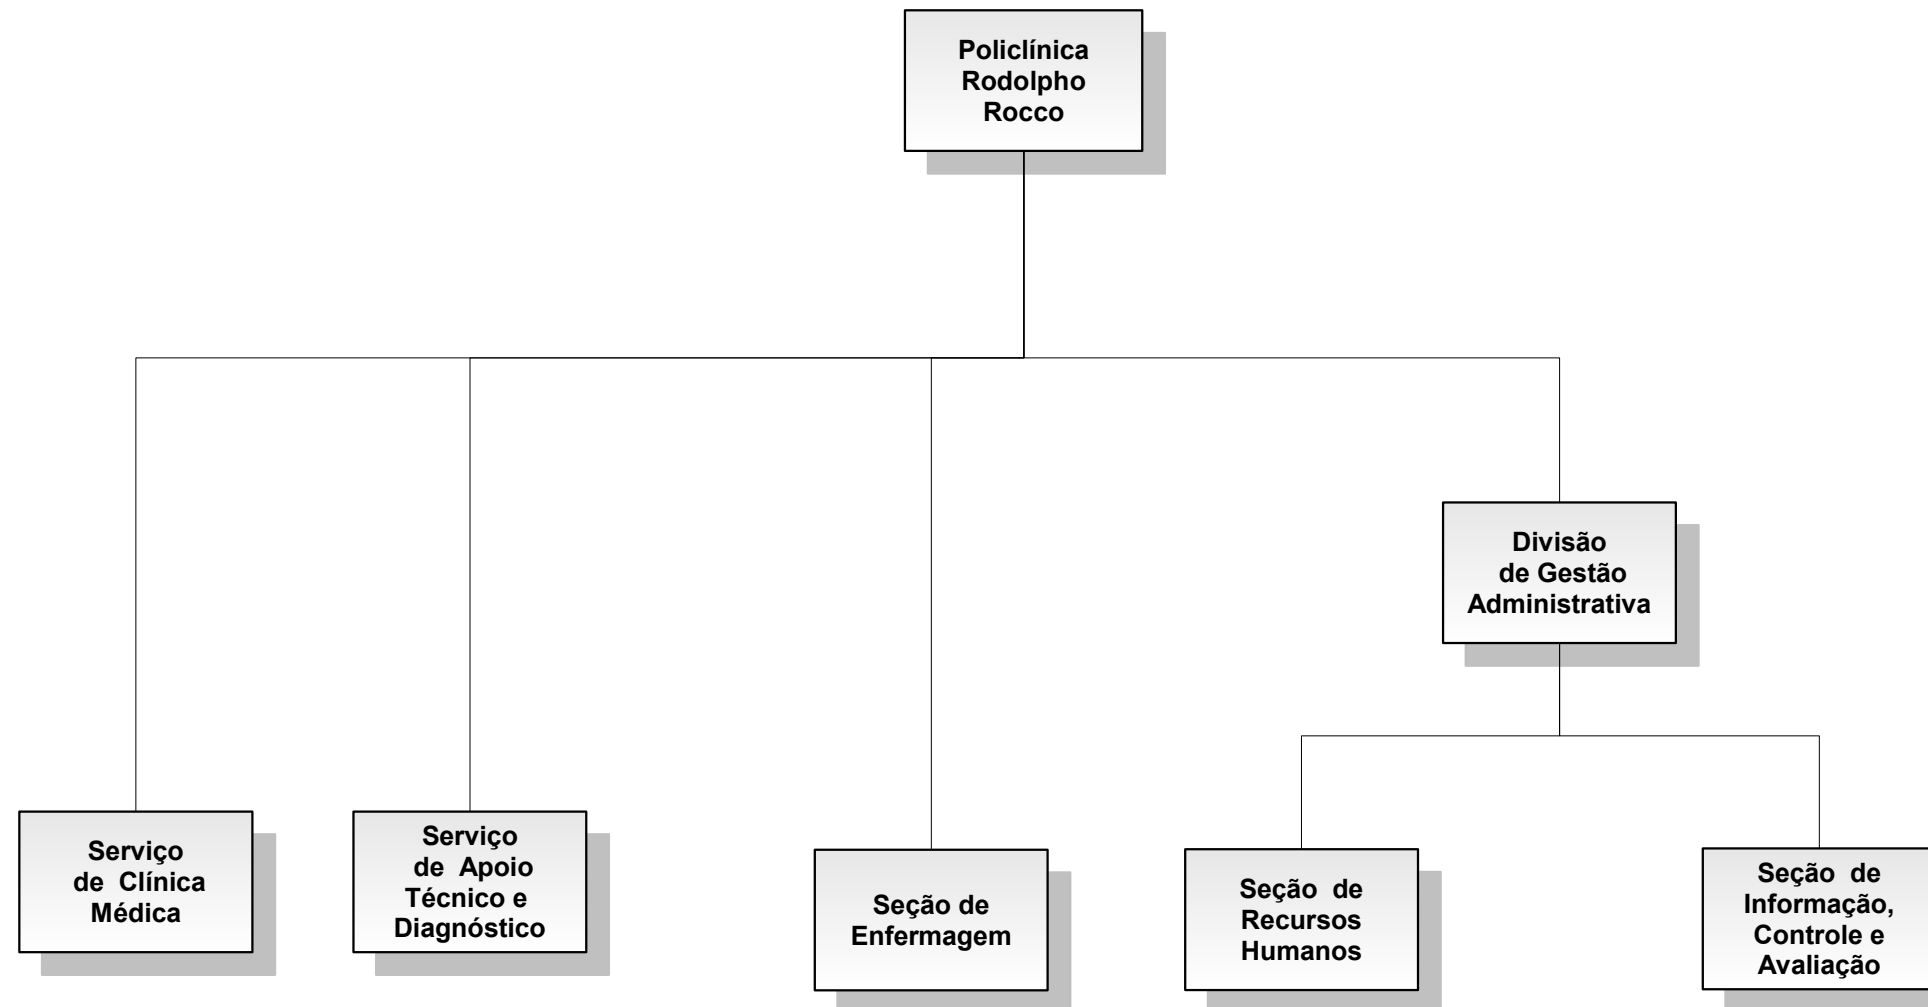 Policlínica
Rodolpho
Rocco
Divisão
de Gestão
Administrativa
Serviço
de Clínica
Médica
Serviço
de Apoio
Técnico e
Diagnóstico
Seção de
Enfermagem
Seção de
Recursos
Humanos
Seção de
Informação,
Controle e
Avaliação